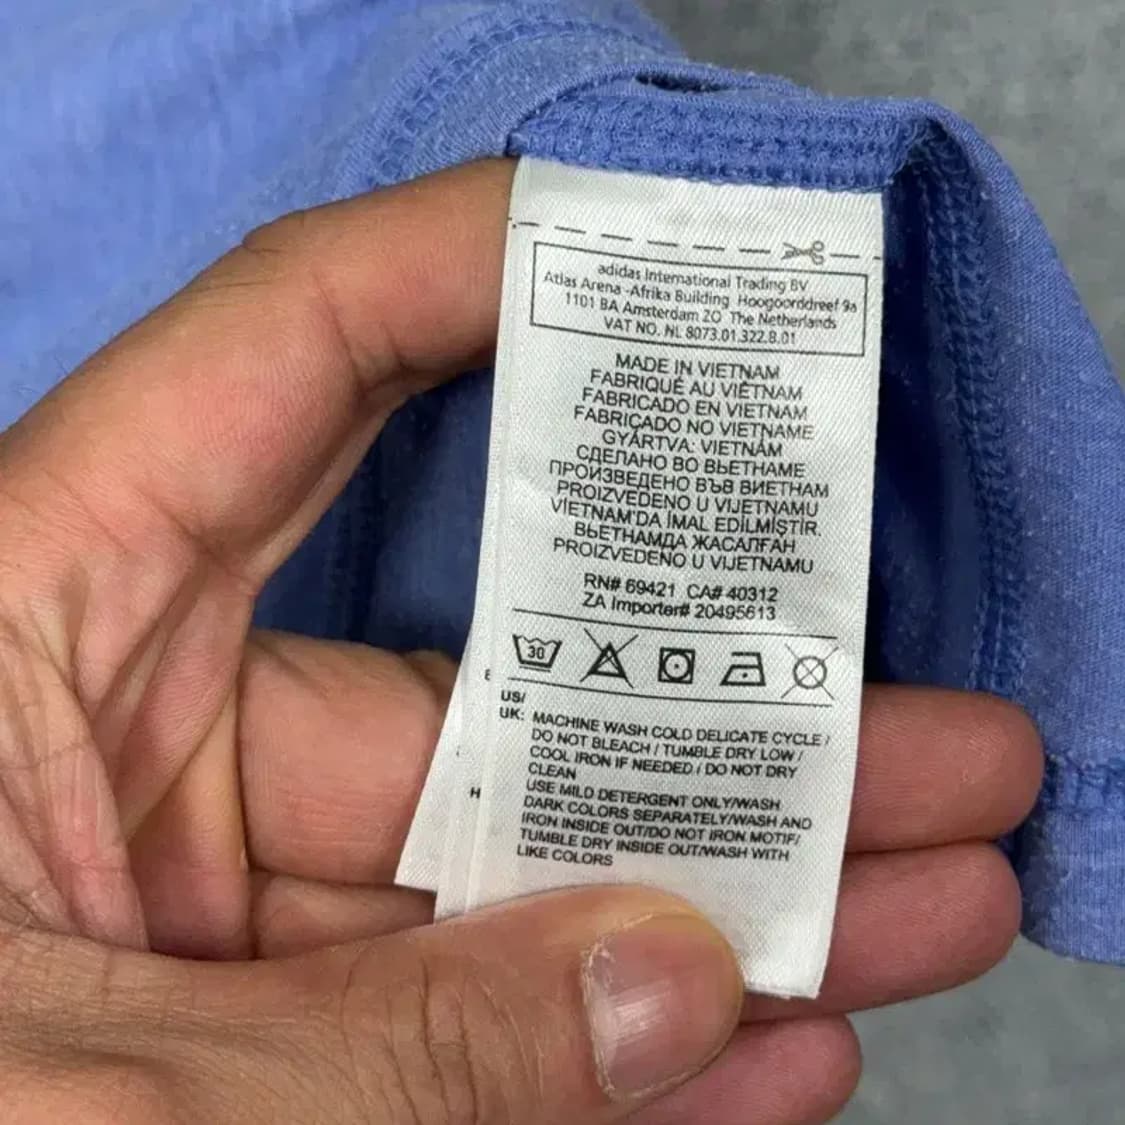 adidas International Trading BV
Atlas Arena -Afrika Building Hoogoorddreef 9a
1101 BA Amsterdam ZO The Netherlands
VAT NO. NL 8073.01.322.B.01
MADE IN VIETNAM
FABRIQUÉ AU VIÊTNAM
FABRICADO EN VIETNAM
FABRICADO NO VIETNAME
GYÁRTVA: VIETNÁM
СДЕЛАНО ВО ВЬЕТНАМЕ
ПРОИЗВЕДЕНО ВЪВ ВИЕТНАМ
PROIZVEDENO U VIJETNAMU
VİETNAM'DA İMAL EDİLMİŞTİR.
ВЬЕТНАМДА ЖАСАЛҒАН
PROIZVEDENO U VIJETNAMU
RN# 69421 CA# 40312
ZA Importer# 20495613
30
US/
UK: MACHINE WASH COLD DELICATE CYCLE /
DO NOT BLEACH / TUMBLE DRY LOW /
COOL IRON IF NEEDED / DO NOT DRY
CLEAN
USE MILD DETERGENT ONLY/WASH
DARK COLORS SEPARATELY/WASH AND
IRON INSIDE OUT/DO NOT IRON MOTIF/
TUMBLE DRY INSIDE OUT/WASH WITH
LIKE COLORS